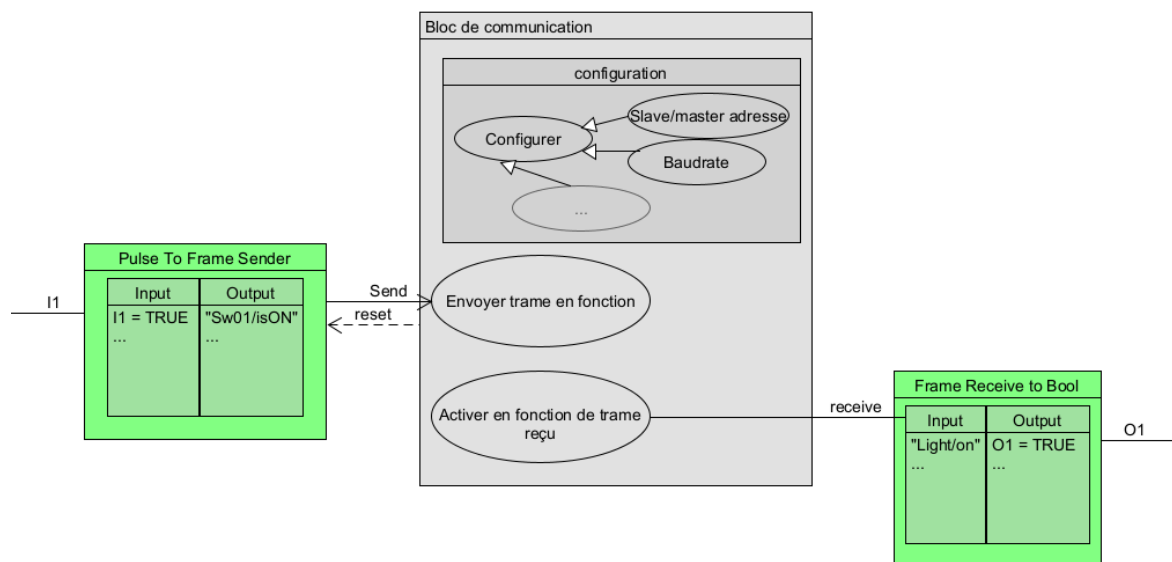 Bloc de communication
configuration
Slave/master adresse
Configurer
Baudrate
...
Pulse To Frame Sender
Input Output
I1 = TRUE "Sw01/isON"
... ...
I1
Send
reset
Envoyer trame en fonction
Activer en fonction de trame
reçu
receive
Frame Receive to Bool
Input Output
"Light/on" O1 = TRUE
... ...
O1